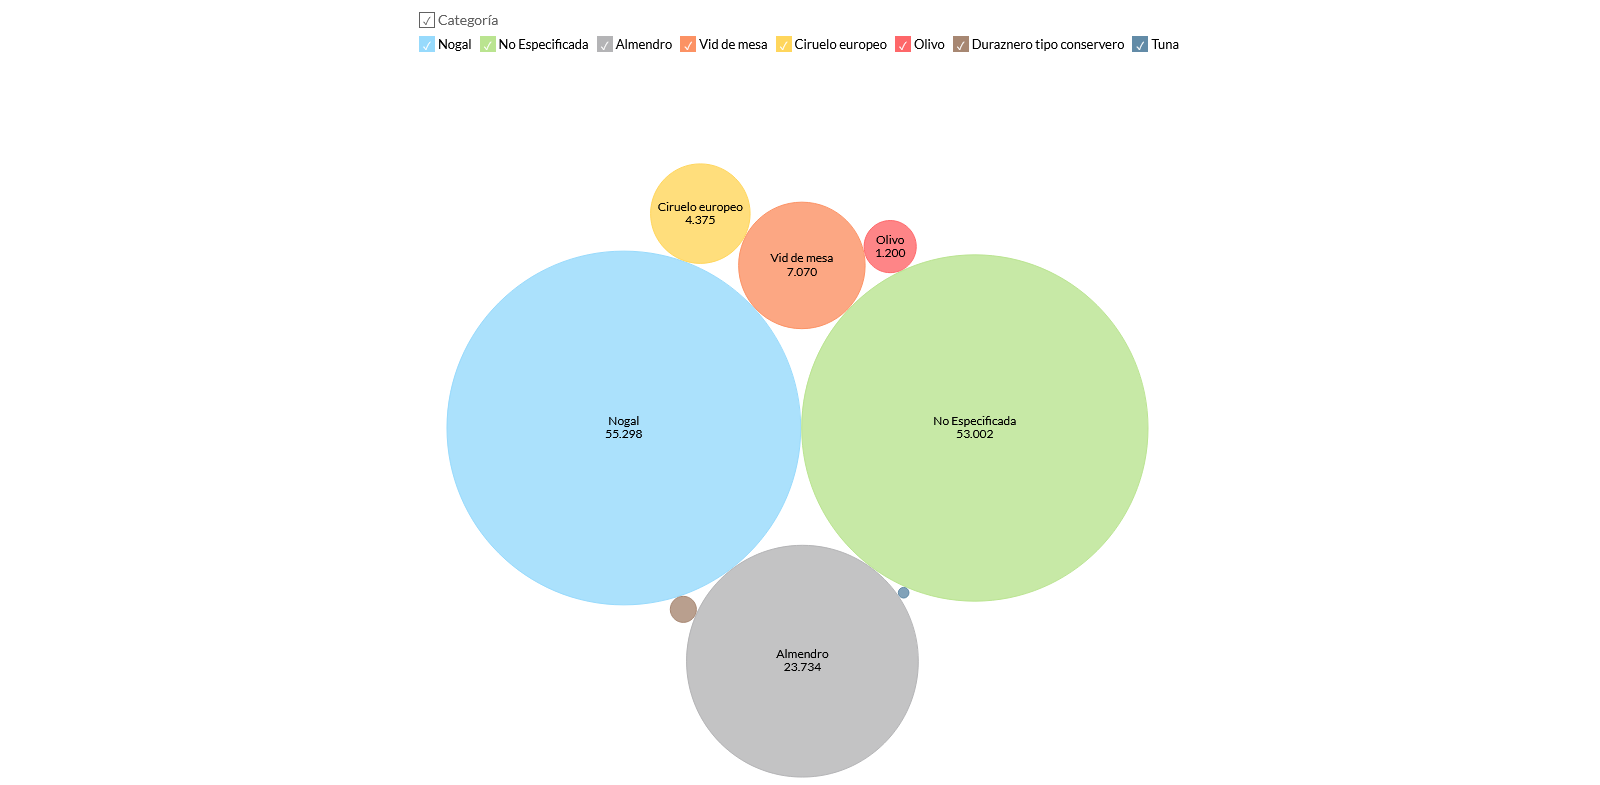 Categoría
Nogal No Especificada Almendro Vid de mesa Ciruelo europeo Olivo Duraznero tipo conservero Tuna
Ciruelo europeo
4.375
Olivo
1.200
Vid de mesa
7.070
Nogal
55.298
No Especificada
53.002
Almendro
23.734